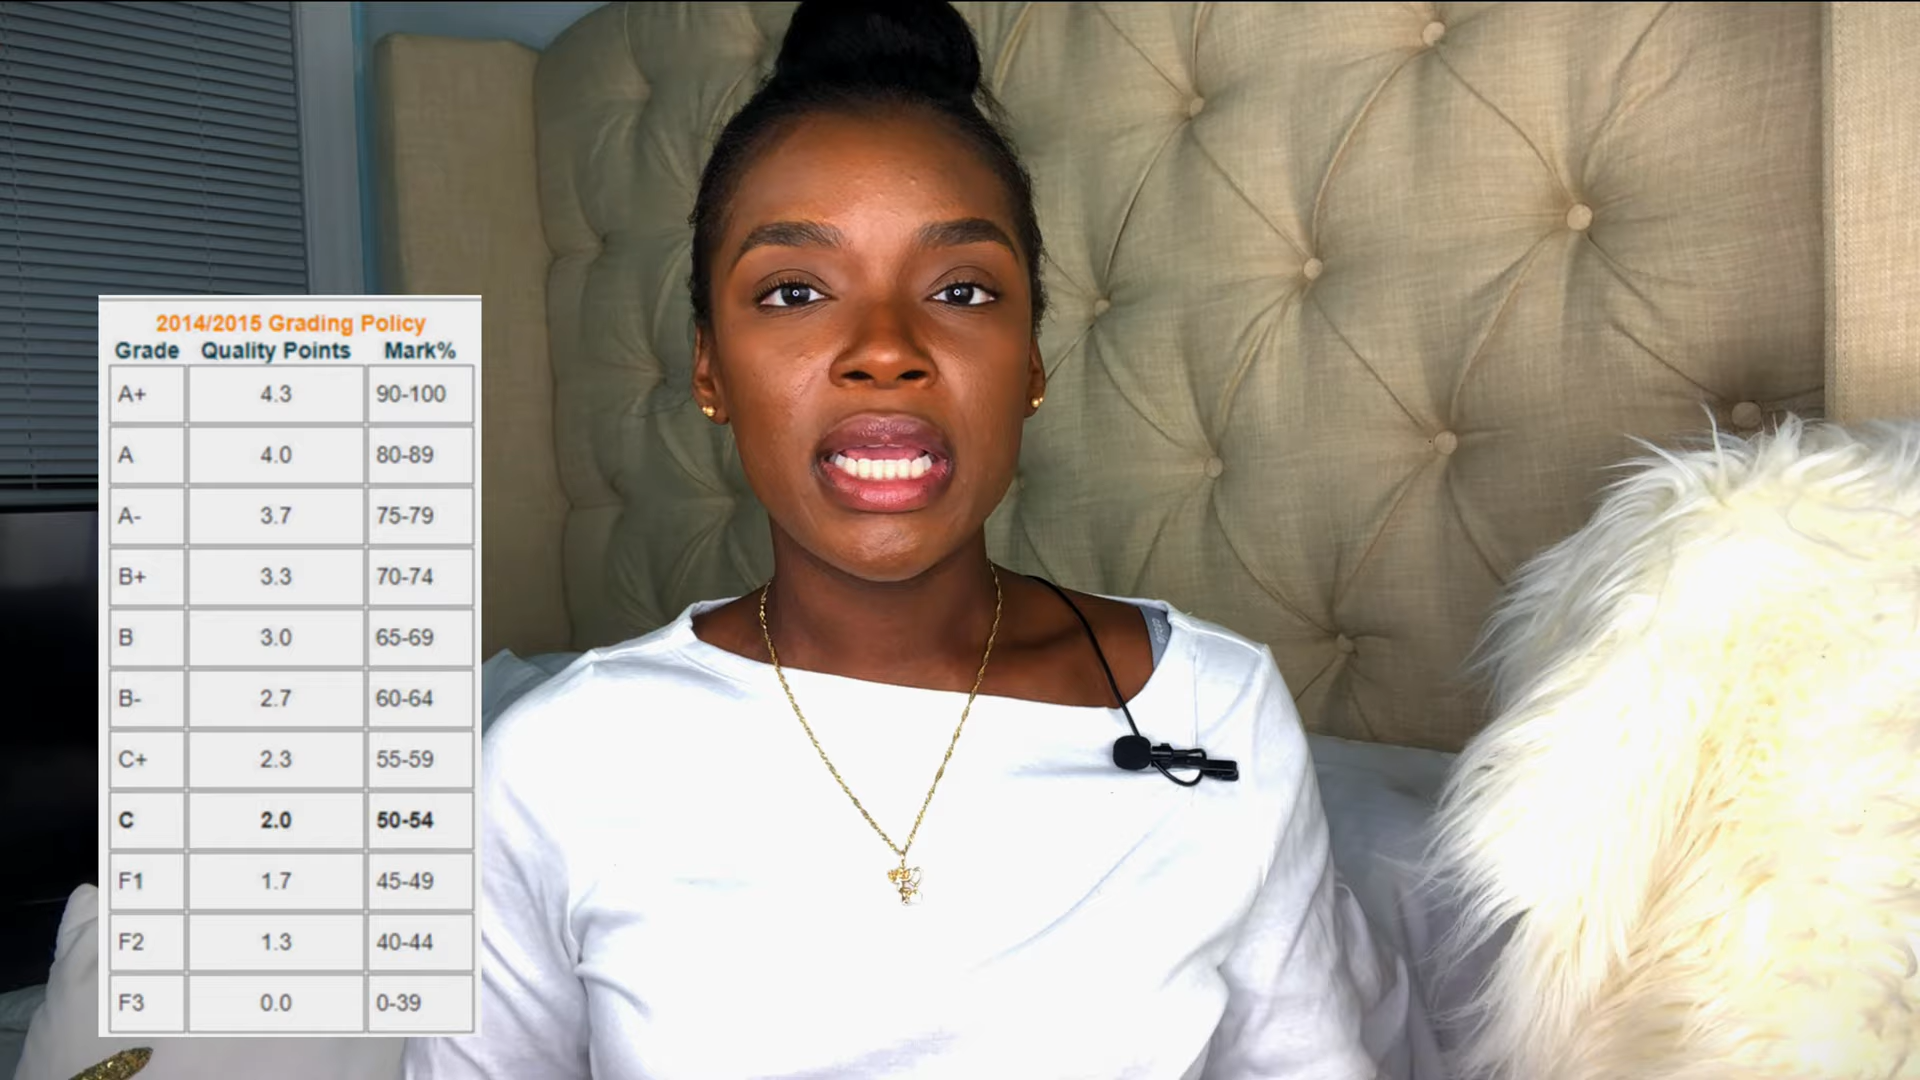 2014/2015 Grading Policy
Grade Quality Points Mark%
A+ 4.3 90-100
A 4.0 80-89
A- 3.7 75-79
B+ 3.3 70-74
B 3.0 65-69
B- 2.7 60-64
C+ 2.3 55-59
C 2.0 50-54
F1 1.7 45-49
F2 1.3 40-44
F3 0.0 0-39